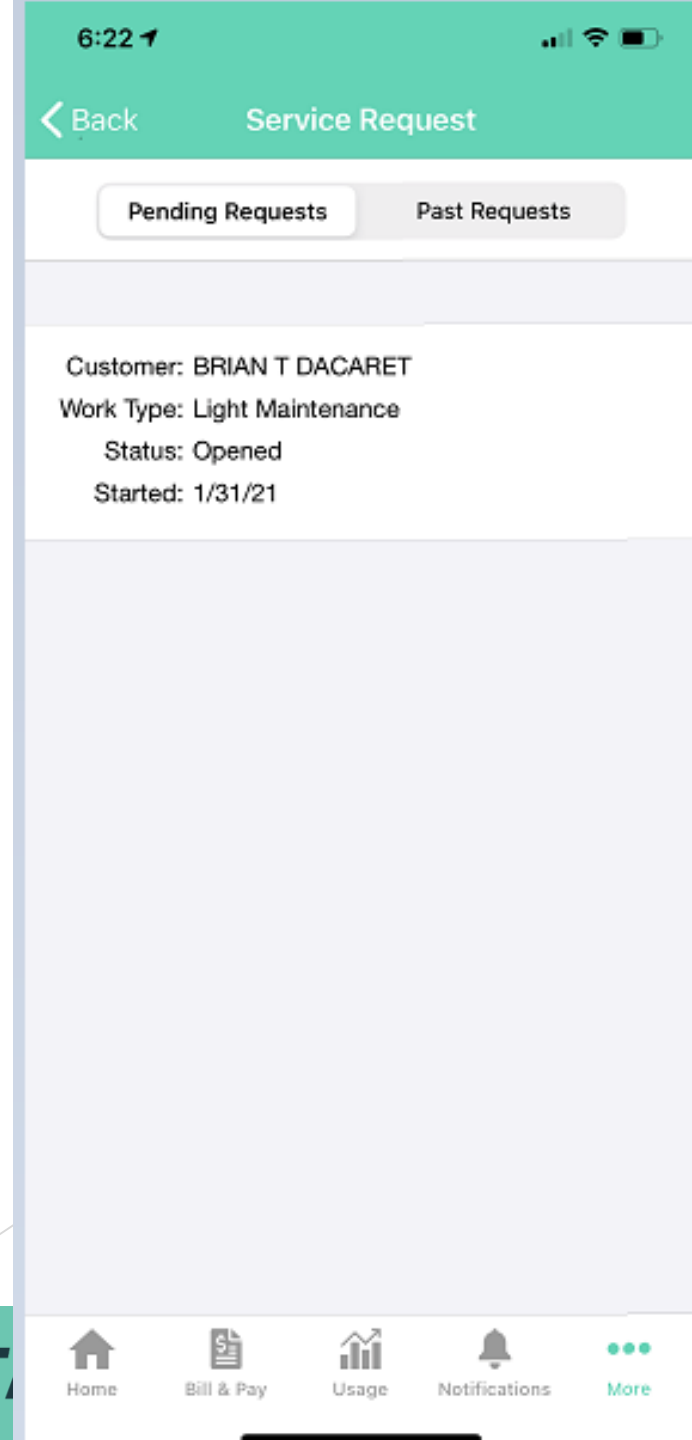 6:22
Back Service Request
Pending Requests Past Requests
Customer: BRIAN T DACARET
Work Type: Light Maintenance
Status: Opened
Started: 1/31/21
Home Bill & Pay Usage Notifications More